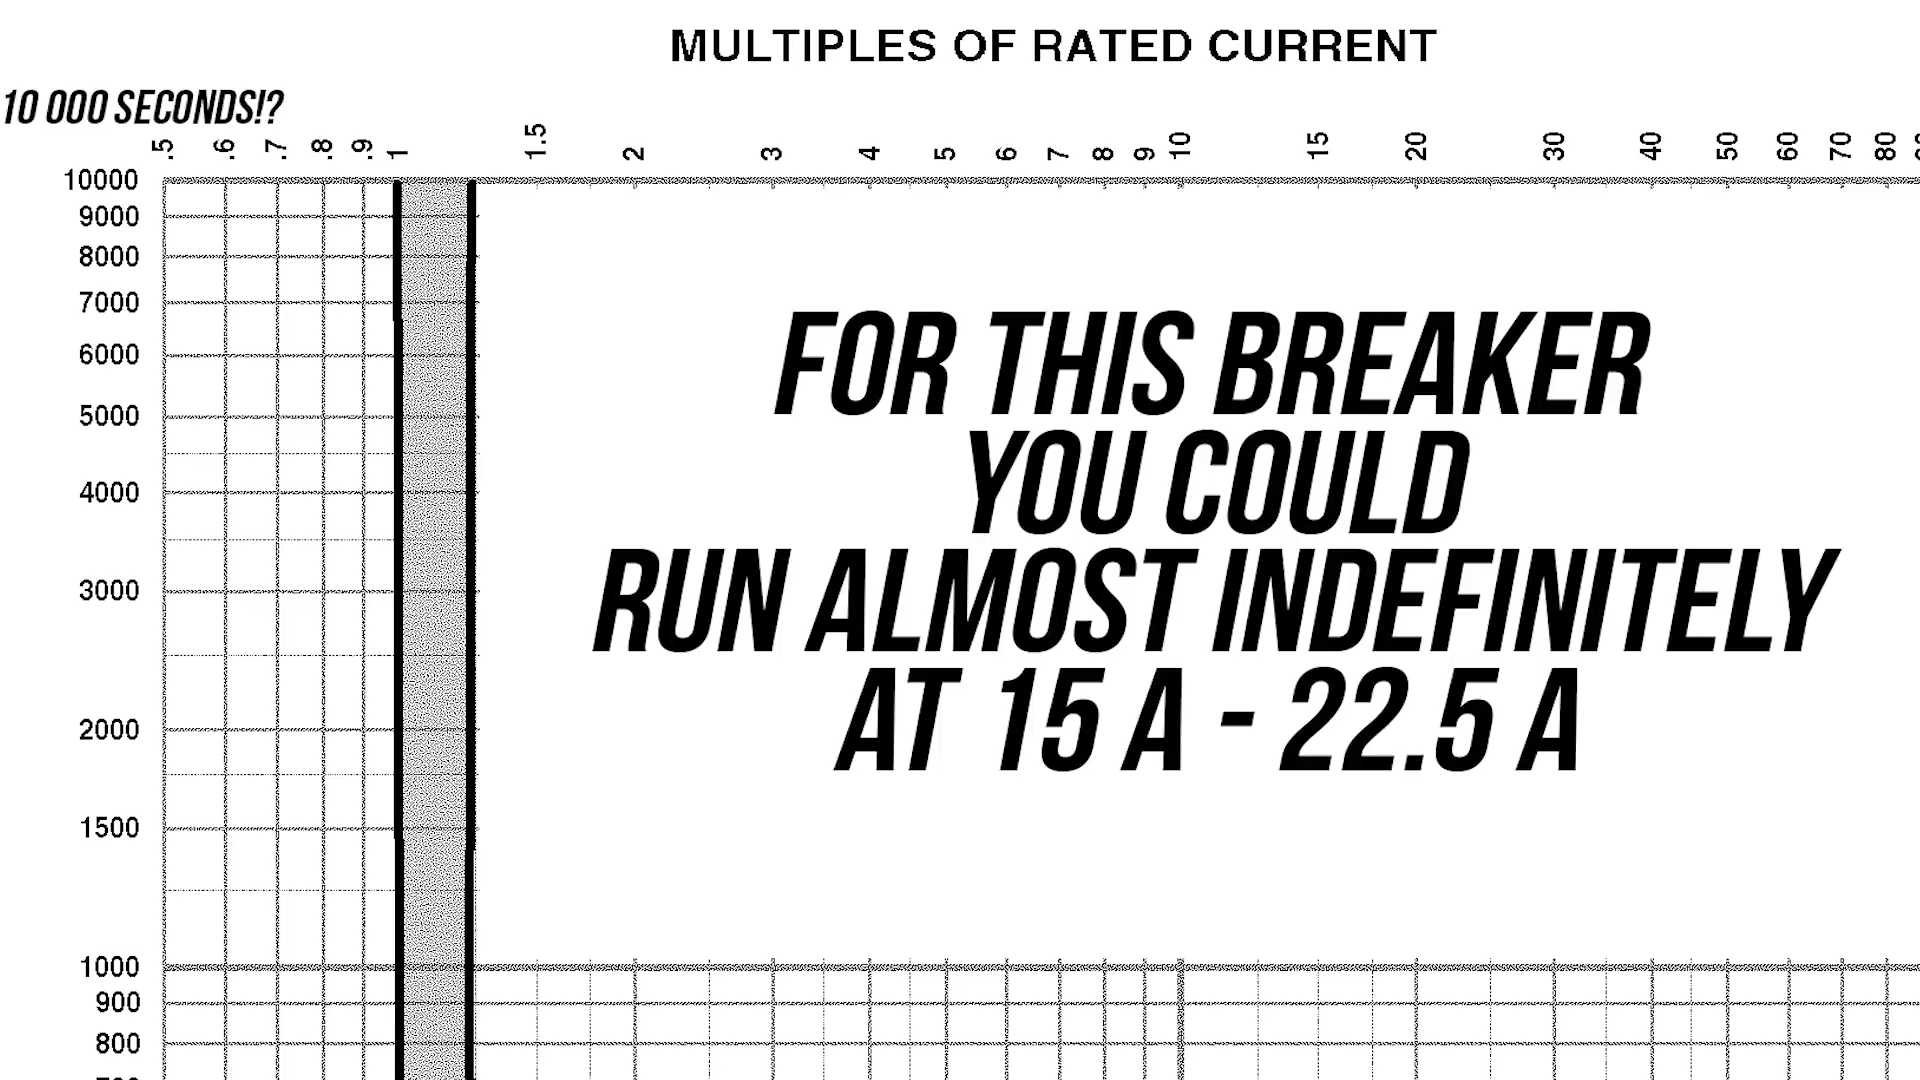 MULTIPLES OF RATED CURRENT
10 000 SECONDS!?
.5 .6 .7 .8 .9 1 1.5 2 3 4 5 6 7 8 9 10 15 20 30 40 50 60 70 80
10000
9000
8000
7000
6000
5000
4000
3000
2000
1500
1000
900
800
FOR THIS BREAKER
YOU COULD
RUN ALMOST INDEFINITELY
AT 15 A - 22.5 A